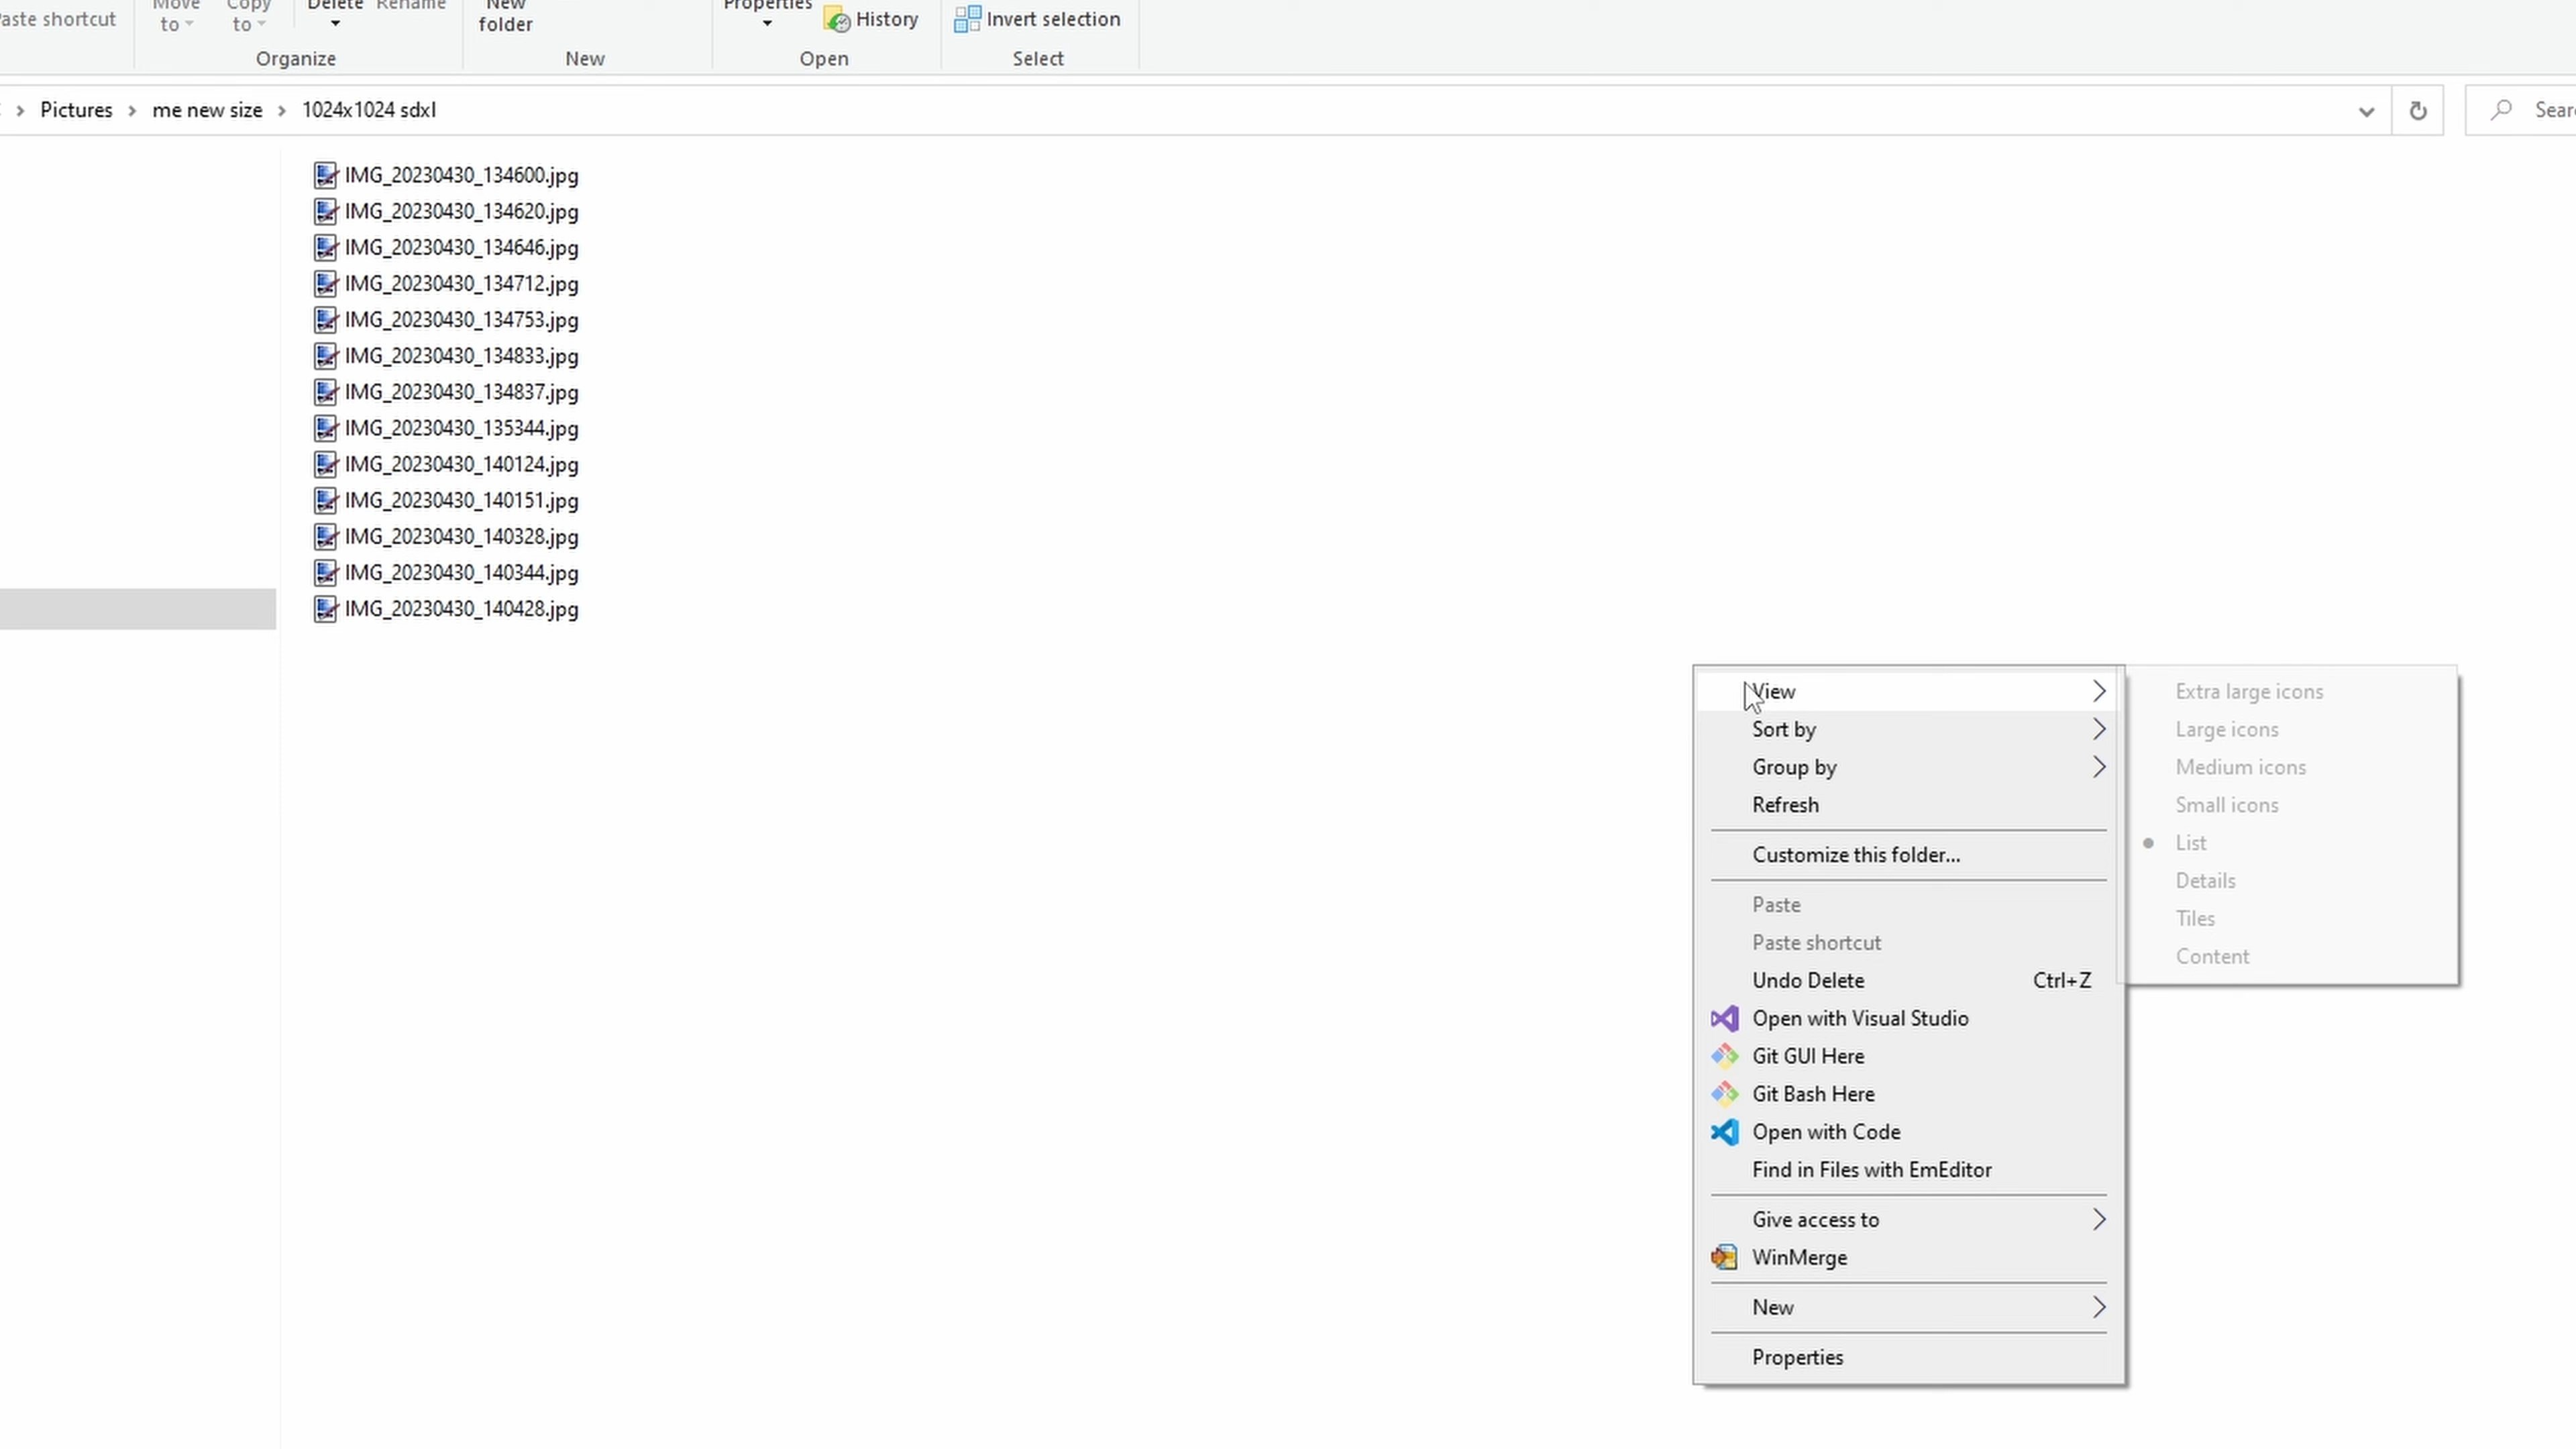 aste shortcut
Move
to
Copy
to
Delete
Rename
New
folder
Properties
History
Invert selection
Organize
New
Open
Select
Pictures
me new size
1024x1024 sdxl
Sear
IMG_20230430_134600.jpg
IMG_20230430_134620.jpg
IMG_20230430_134646.jpg
IMG_20230430_134712.jpg
IMG_20230430_134753.jpg
IMG_20230430_134833.jpg
IMG_20230430_134837.jpg
IMG_20230430_135344.jpg
IMG_20230430_140124.jpg
IMG_20230430_140151.jpg
IMG_20230430_140328.jpg
IMG_20230430_140344.jpg
IMG_20230430_140428.jpg
View
Sort by
Group by
Refresh
Customize this folder...
Paste
Paste shortcut
Undo Delete Ctrl+Z
Open with Visual Studio
Git GUI Here
Git Bash Here
Open with Code
Find in Files with EmEditor
Give access to
WinMerge
New
Properties
Extra large icons
Large icons
Medium icons
Small icons
List
Details
Tiles
Content